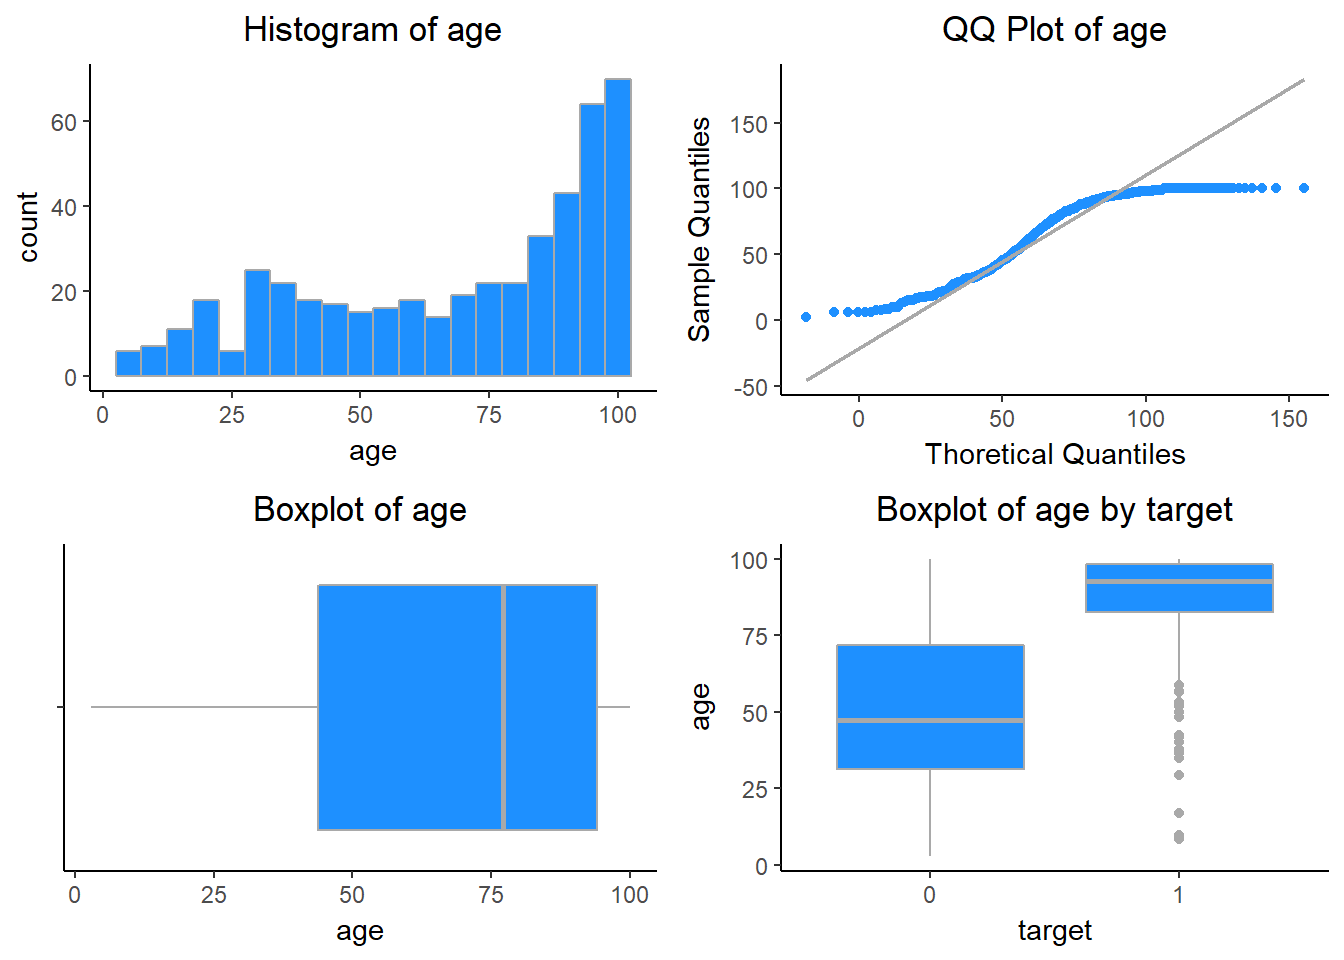 Histogram of age
count
60
40
20
0
0 25 50 75 100
age
QQ Plot of age
Sample Quantiles
150
100
50
0
-50
0 50 100 150
Thoretical Quantiles
Boxplot of age
0 25 50 75 100
age
Boxplot of age by target
age
100
75
50
25
0
0 1
target